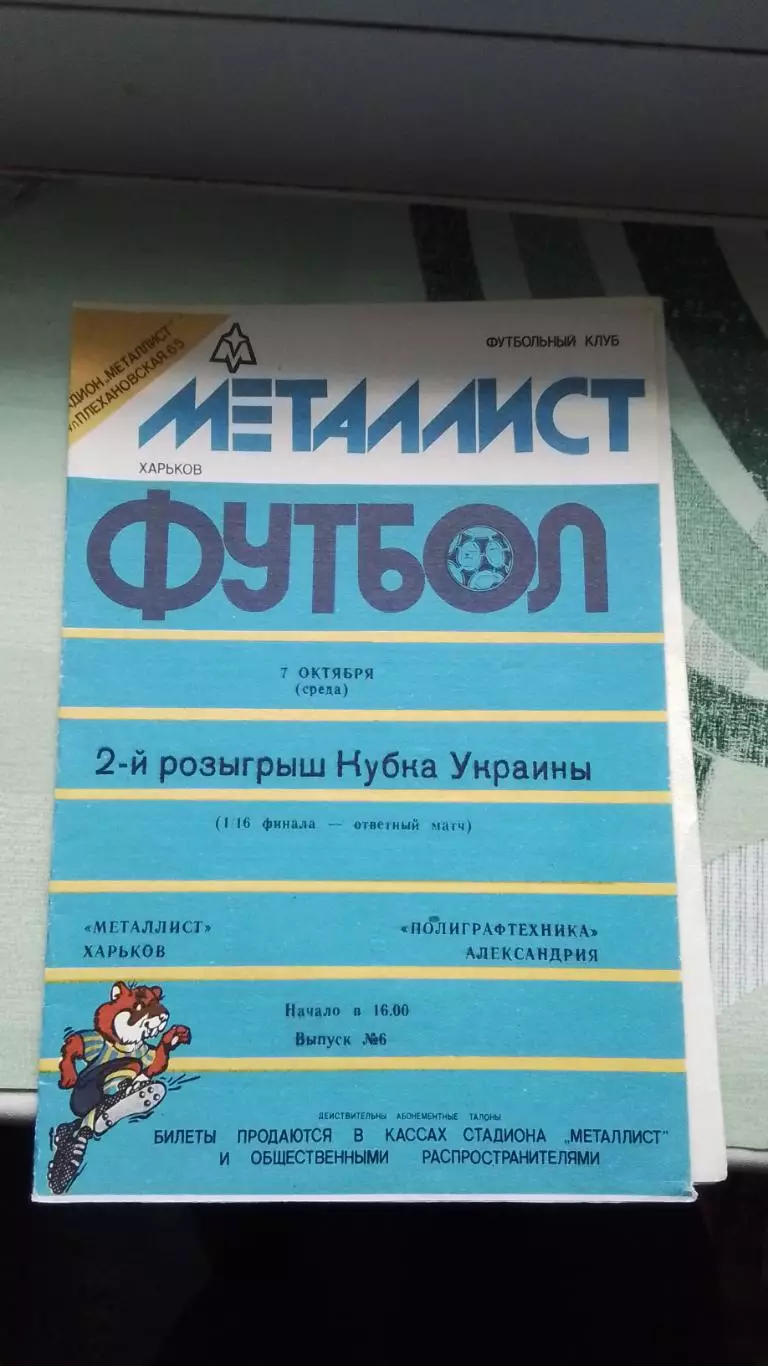 "МЕТАЛЛИСТ"
ПЛЕХАНОВСКАЯ 65
ФУТБОЛЬНЫЙ КЛУБ
МЕТАЛЛИСТ
ХАРЬКОВ
ФУТБОЛ
7 ОКТЯБРЯ
(среда)
2-й розыгрыш Кубка Украины
(1/16 финала — ответный матч)
«МЕТАЛЛИСТ» «ПОЛИГРАФТЕХНИКА»
ХАРЬКОВ АЛЕКСАНДРИЯ
Начало в 16.00
Выпуск №6
ДЕЙСТВИТЕЛЬНЫ АБОНЕМЕНТНЫЕ ТАЛОНЫ
БИЛЕТЫ ПРОДАЮТСЯ В КАССАХ СТАДИОНА „МЕТАЛЛИСТ"
И ОБЩЕСТВЕННЫМИ РАСПРОСТРАНИТЕЛЯМИ